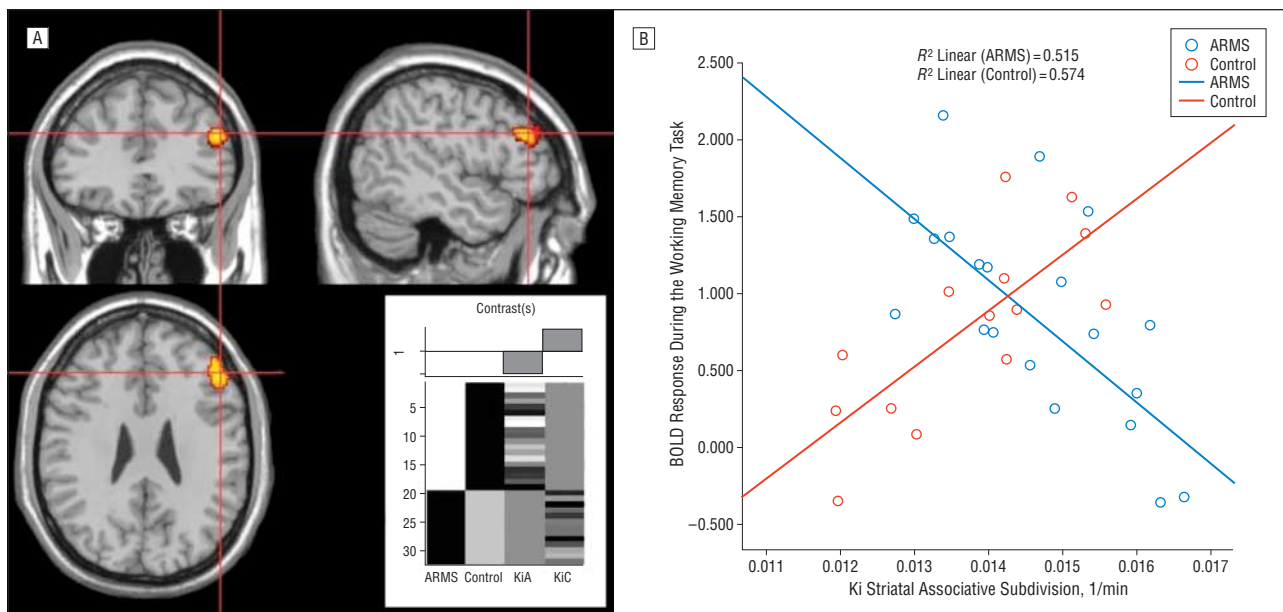 A
Contrast(s)
1
5
10
15
20
25
30
ARMS Control KiA KiC
B
R² Linear (ARMS) = 0.515
R² Linear (Control) = 0.574
ARMS
Control
ARMS
Control
BOLD Response During the Working Memory Task
2.500
2.000
1.500
1.000
0.500
0.000
−0.500
0.011 0.012 0.013 0.014 0.015 0.016 0.017
Ki Striatal Associative Subdivision, 1/min